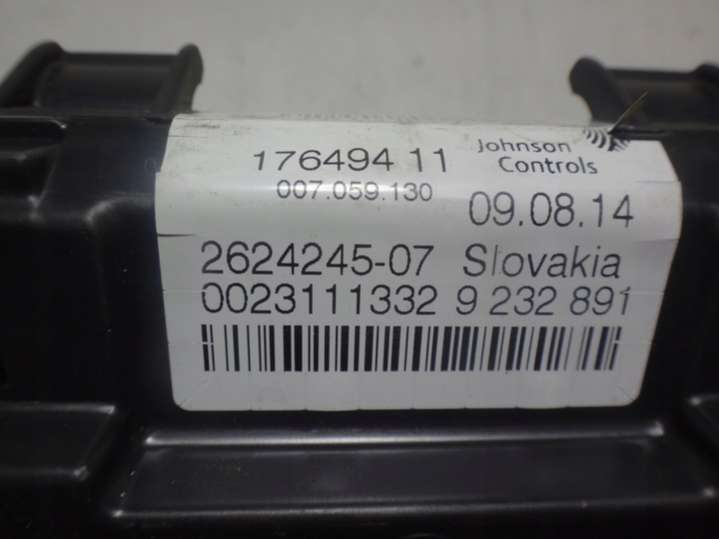 176494 11
Johnson
Controls
007.059.130
09.08.14
2624245-07 Slovakia
0023111332 9 232 891